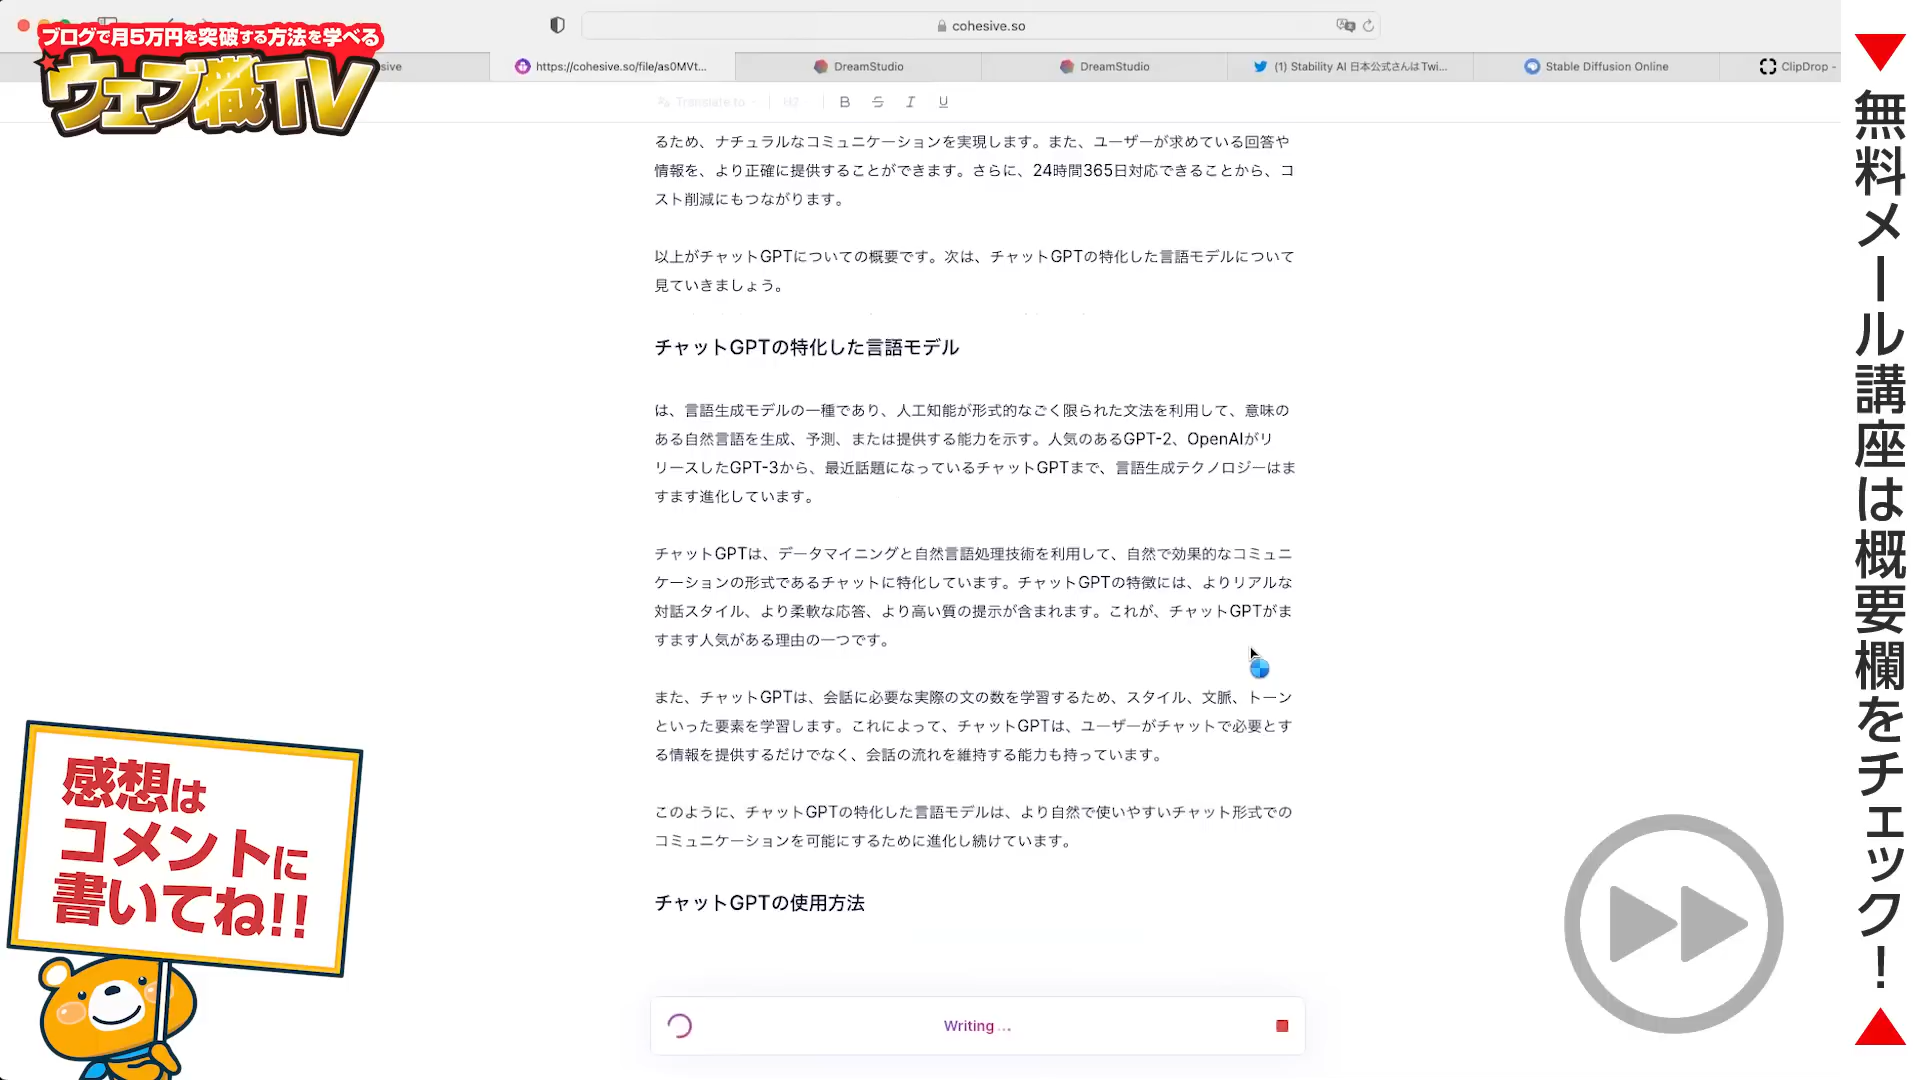 ブログで月5万円を突破する方法を学べる
ウェブ職TV
cohesive.so
sive
https://cohesive.so/file/as0MVt...
DreamStudio
DreamStudio
(1) Stability AI 日本公式さんはTwi...
Stable Diffusion Online
ClipDrop -
Translate to
H2
B S I U
るため、ナチュラルなコミュニケーションを実現します。また、ユーザーが求めている回答や
情報を、より正確に提供することができます。さらに、24時間365日対応できることから、コ
スト削減にもつながります。
以上がチャットGPTについての概要です。次は、チャットGPTの特化した言語モデルについて
見ていきましょう。
チャットGPTの特化した言語モデル
は、言語生成モデルの一種であり、人工知能が形式的なごく限られた文法を利用して、意味の
ある自然言語を生成、予測、または提供する能力を示す。人気のあるGPT-2、OpenAIがリ
リースしたGPT-3から、最近話題になっているチャットGPTまで、言語生成テクノロジーはま
すます進化しています。
チャットGPTは、データマイニングと自然言語処理技術を利用して、自然で効果的なコミュニ
ケーションの形式であるチャットに特化しています。チャットGPTの特徴には、よりリアルな
対話スタイル、より柔軟な応答、より高い質の提示が含まれます。これが、チャットGPTがま
すます人気がある理由の一つです。
また、チャットGPTは、会話に必要な実際の文の数を学習するため、スタイル、文脈、トーン
といった要素を学習します。これによって、チャットGPTは、ユーザーがチャットで必要とす
る情報を提供するだけでなく、会話の流れを維持する能力も持っています。
このように、チャットGPTの特化した言語モデルは、より自然で使いやすいチャット形式での
コミュニケーションを可能にするために進化し続けています。
チャットGPTの使用方法
Writing ...
感想は
コメントに
書いてね!!
無料メール講座は概要欄をチェック!